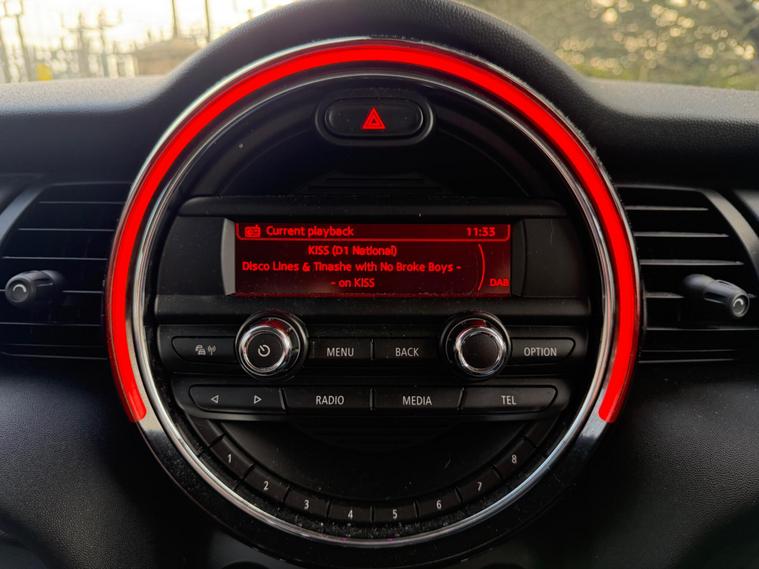 Current playback 11:33
KISS (D1 National)
Disco Lines & Tinashe with No Broke Boys -
- on KISS
DAB
MENU BACK OPTION
RADIO MEDIA TEL
1 2 3 4 5 6 7 8